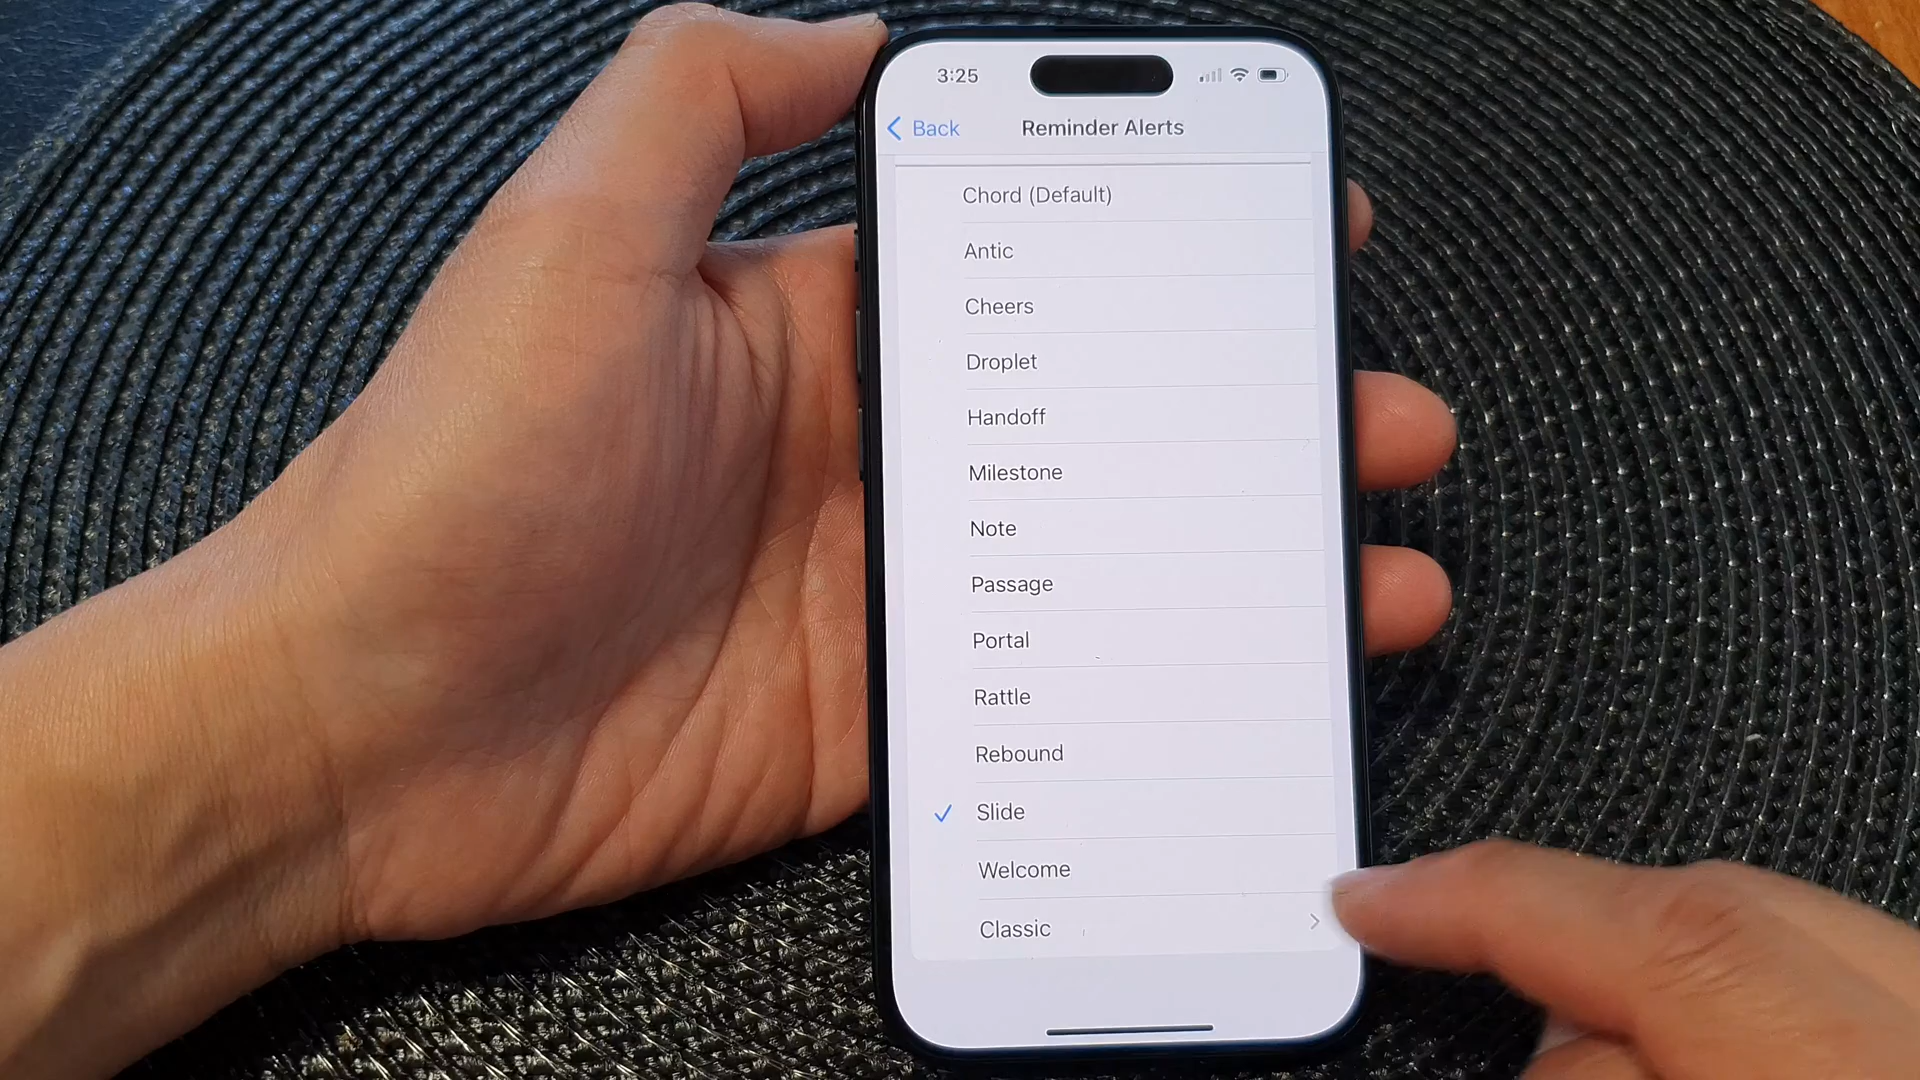 3:25
Back
Reminder Alerts
Chord (Default)
Antic
Cheers
Droplet
Handoff
Milestone
Note
Passage
Portal
Rattle
Rebound
Slide
Welcome
Classic